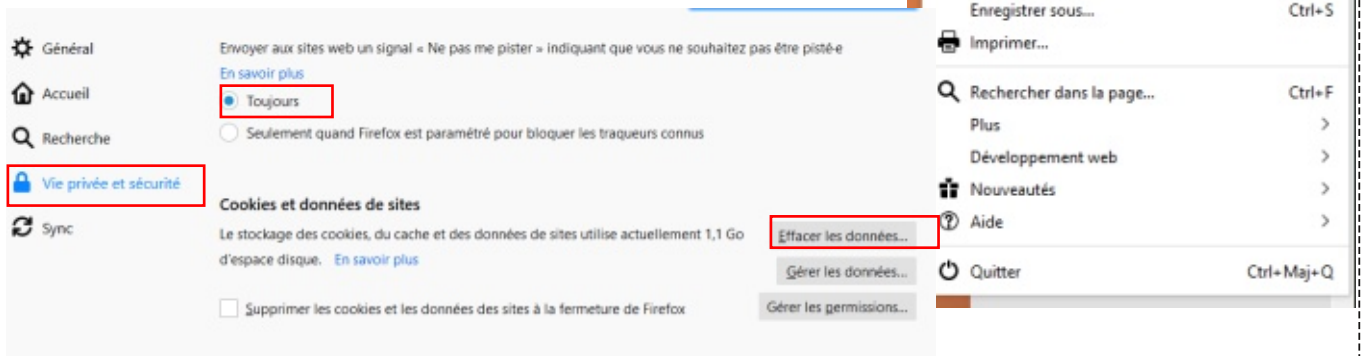 Général
Accueil
Recherche
Vie privée et sécurité
Sync
Envoyer aux sites web un signal « Ne pas me pister » indiquant que vous ne souhaitez pas être pisté·e
En savoir plus
Toujours
Seulement quand Firefox est paramétré pour bloquer les traqueurs connus
Cookies et données de sites
Le stockage des cookies, du cache et des données de sites utilise actuellement 1,1 Go
d'espace disque. En savoir plus
Supprimer les cookies et les données des sites à la fermeture de Firefox
Effacer les données...
Gérer les données...
Gérer les permissions...
Enregistrer sous... Ctrl+S
Imprimer...
Rechercher dans la page... Ctrl+F
Plus >
Développement web >
Nouveautés >
Aide >
Quitter Ctrl+Maj+Q